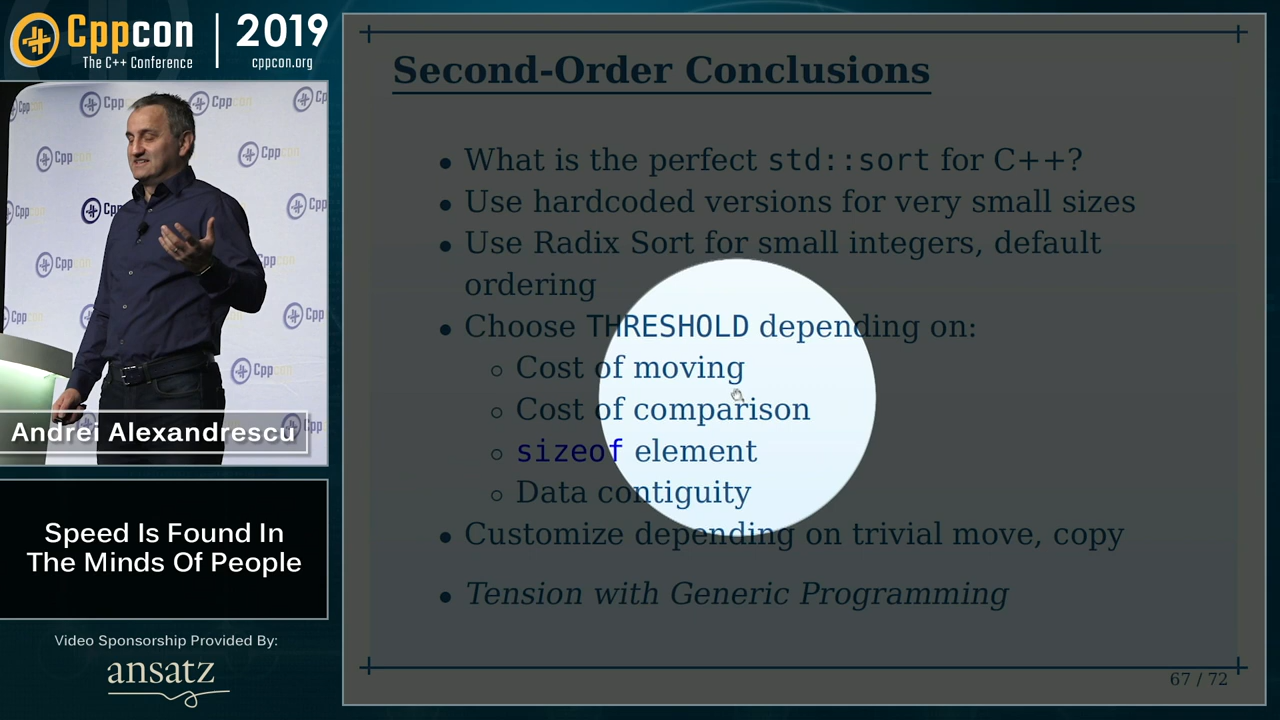 Cppcon | 2019
The C++ Conference cppcon.org
Andrei Alexandrescu
Speed Is Found In
The Minds Of People
Video Sponsorship Provided By:
ansatz
Second-Order Conclusions
• What is the perfect std::sort for C++?
• Use hardcoded versions for very small sizes
• Use Radix Sort for small integers, default
ordering
• Choose THRESHOLD depending on:
◦ Cost of moving
◦ Cost of comparison
◦ sizeof element
◦ Data contiguity
• Customize depending on trivial move, copy
• Tension with Generic Programming
67 / 72